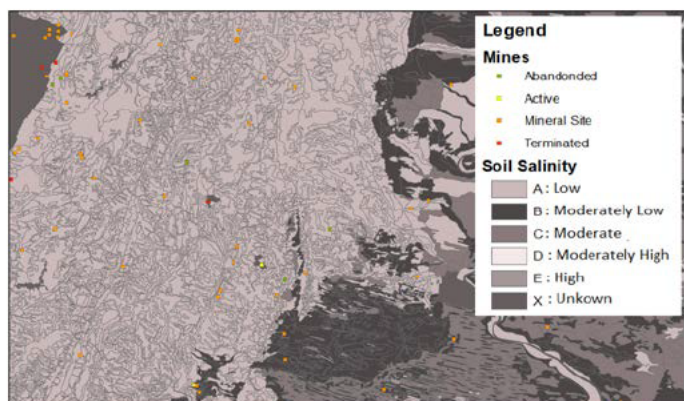 Legend
Mines
Abandonded
Active
Mineral Site
Terminated
Soil Salinity
A : Low
B : Moderately Low
C : Moderate
D : Moderately High
E : High
X : Unkown